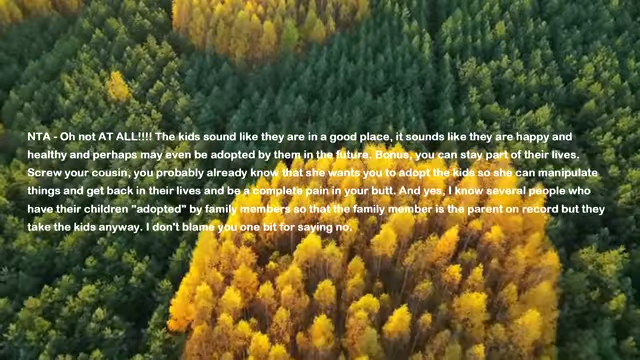 NTA - Oh not AT ALL!!!! The kids sound like they are in a good place, it sounds like they are happy and
healthy and perhaps may even be adopted by them in the future. Bonus, you can stay part of their lives.
Screw your cousin, you probably already know that she wants you to adopt the kids so she can manipulate
things and get back in their lives and be a complete pain in your butt. And yes, I know several people who
have their children "adopted" by family members so that the family member is the parent on record but they
take the kids anyway. I don't blame you one bit for saying no.